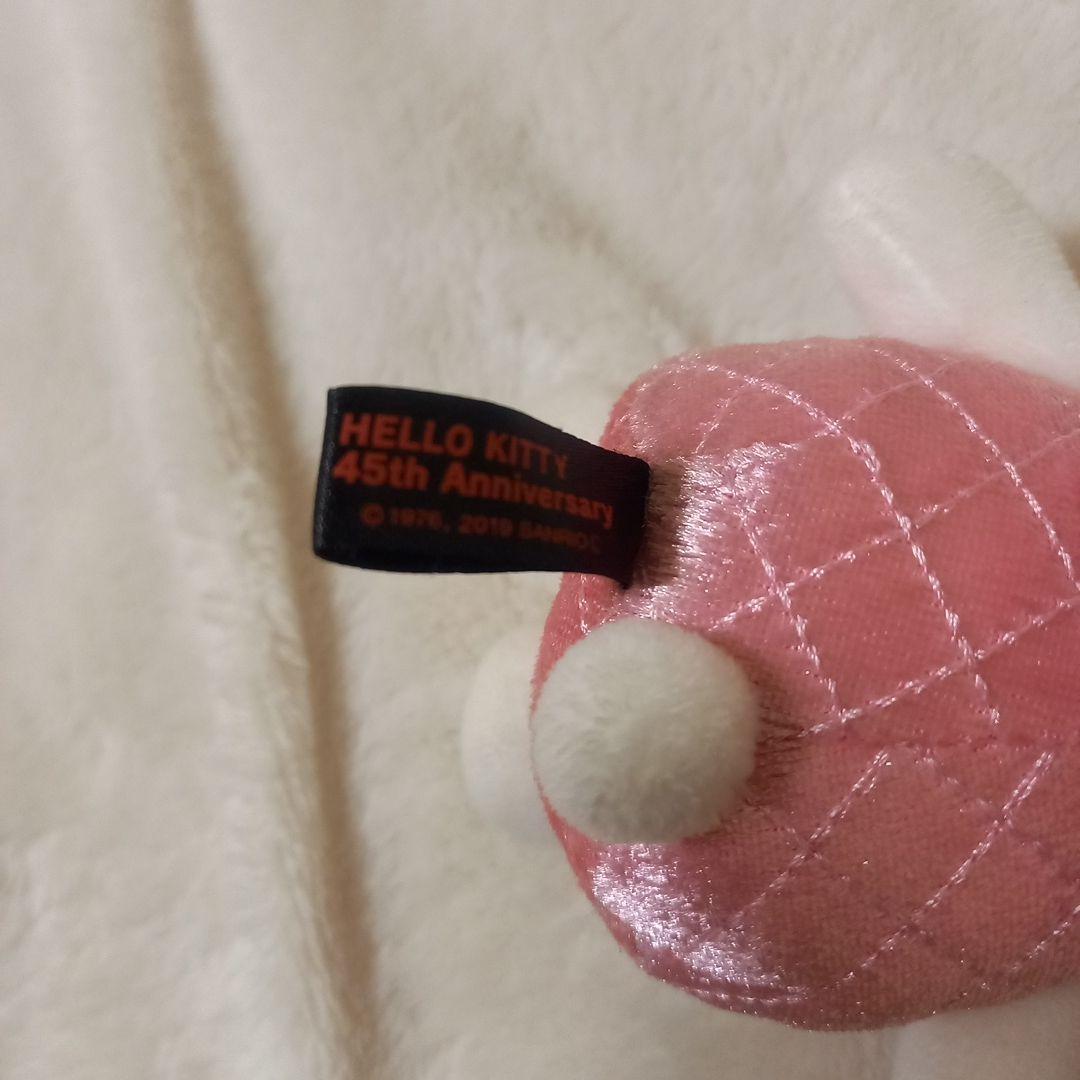 HELLO KITTY
45th Anniversary
© 1976, 2019 SANRIO C